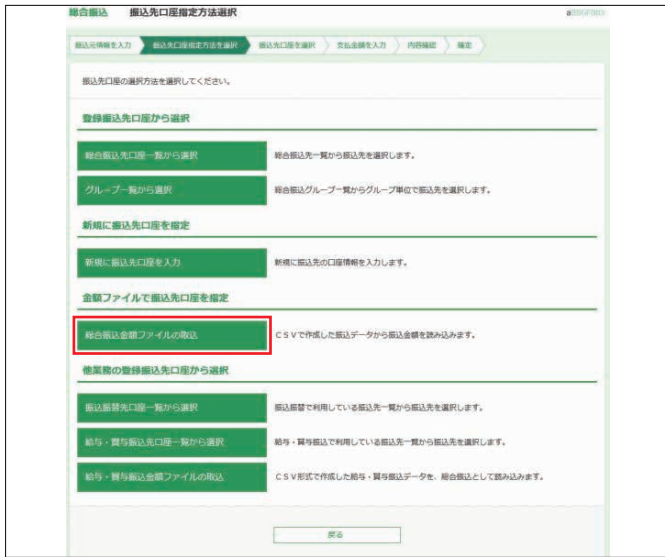 総合振込 振込先口座指定方法選択
振込元情報を入力 振込先口座指定方法を選択 振込先口座を選択 支払金額を入力 内容確認 確定
振込先口座の選択方法を選択してください。
登録振込先口座から選択
総合振込先口座一覧から選択 総合振込先一覧から振込先を選択します。
グループ一覧から選択 総合振込グループ一覧からグループ単位で振込先を選択します。
新規に振込先口座を指定
新規に振込先口座を入力 新規に振込先の口座情報を入力します。
金額ファイルで振込先口座を指定
総合振込金額ファイルの取込 ＣＳＶで作成した振込データから振込金額を読み込みます。
他業務の登録振込先口座から選択
振込振替先口座一覧から選択 振込振替で利用している振込先一覧から振込先を選択します。
給与・賞与振込先口座一覧から選択 給与・賞与振込で利用している振込先一覧から振込先を選択します。
給与・賞与振込金額ファイルの取込 ＣＳＶ形式で作成した給与・賞与振込データを、総合振込として読み込みます。
戻る